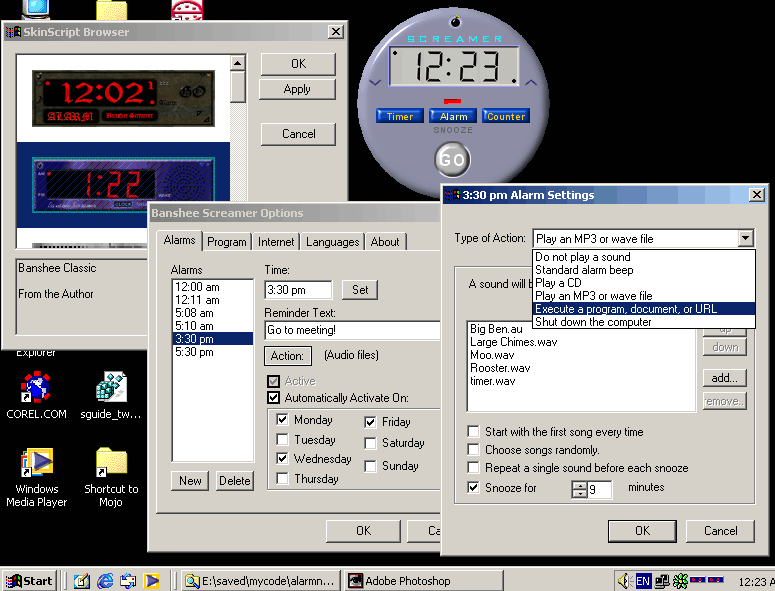 SkinScript Browser
12:02
GO
Alarm
ALARM
Banshee Screamer
1:22
CLOCK
OK
Apply
Cancel
Banshee Classic
From the Author
SCREAMER
12:23
Timer
Alarm
Counter
SNOOZE
GO
Banshee Screamer Options
Alarms
Program
Internet
Languages
About
Alarms
12:00 am
12:11 am
5:08 am
5:10 am
3:30 pm
5:30 pm
New
Delete
Time:
3:30 pm
Set
Reminder Text:
Go to meeting!
Action:
(Audio files)
Active
Automatically Activate On:
Monday
Tuesday
Wednesday
Thursday
Friday
Saturday
Sunday
OK
Ca
3:30 pm Alarm Settings
Type of Action:
Play an MP3 or wave file
Do not play a sound
Standard alarm beep
Play a CD
Play an MP3 or wave file
Execute a program, document, or URL
Shut down the computer
A sound will b
Big Ben.au
Large Chimes.wav
Moo.wav
Rooster.wav
timer.wav
up
down
add...
remove..
Start with the first song every time
Choose songs randomly.
Repeat a single sound before each snooze
Snooze for
9
minutes
OK
Cancel
Explorer
COREL.COM
sguide_tw...
Windows
Media Player
Shortcut to
Mojo
Start
E:\saved\mycode\alarmn...
Adobe Photoshop
EN
12:23 A